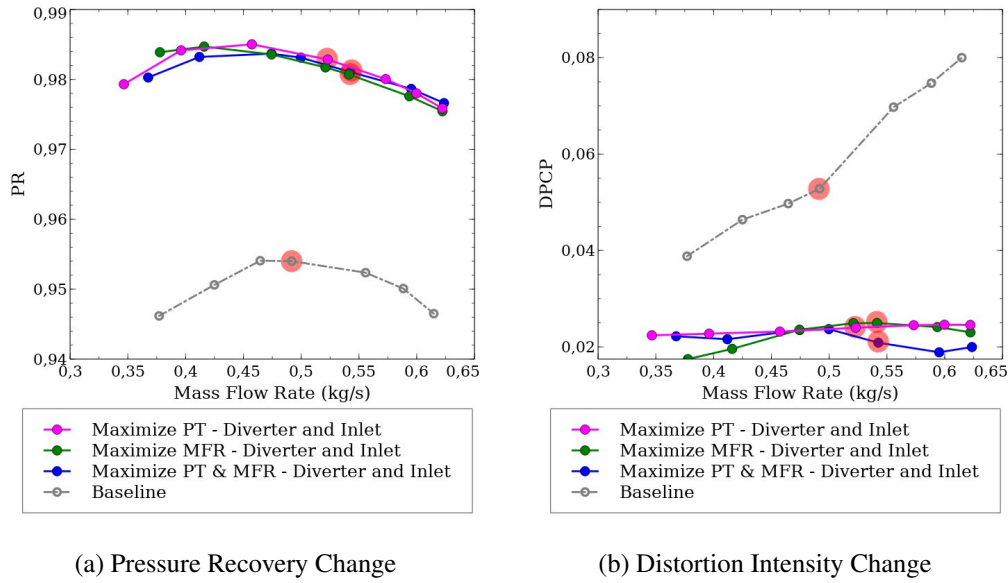 0,99
0,98
0,97
0,96
0,95
0,94
PR
0,3 0,35 0,4 0,45 0,5 0,55 0,6 0,65
Mass Flow Rate (kg/s)
Maximize PT - Diverter and Inlet
Maximize MFR - Diverter and Inlet
Maximize PT & MFR - Diverter and Inlet
Baseline
(a) Pressure Recovery Change
0,08
0,06
0,04
0,02
DPCP
0,3 0,35 0,4 0,45 0,5 0,55 0,6 0,65
Mass Flow Rate (kg/s)
Maximize PT - Diverter and Inlet
Maximize MFR - Diverter and Inlet
Maximize PT & MFR - Diverter and Inlet
Baseline
(b) Distortion Intensity Change